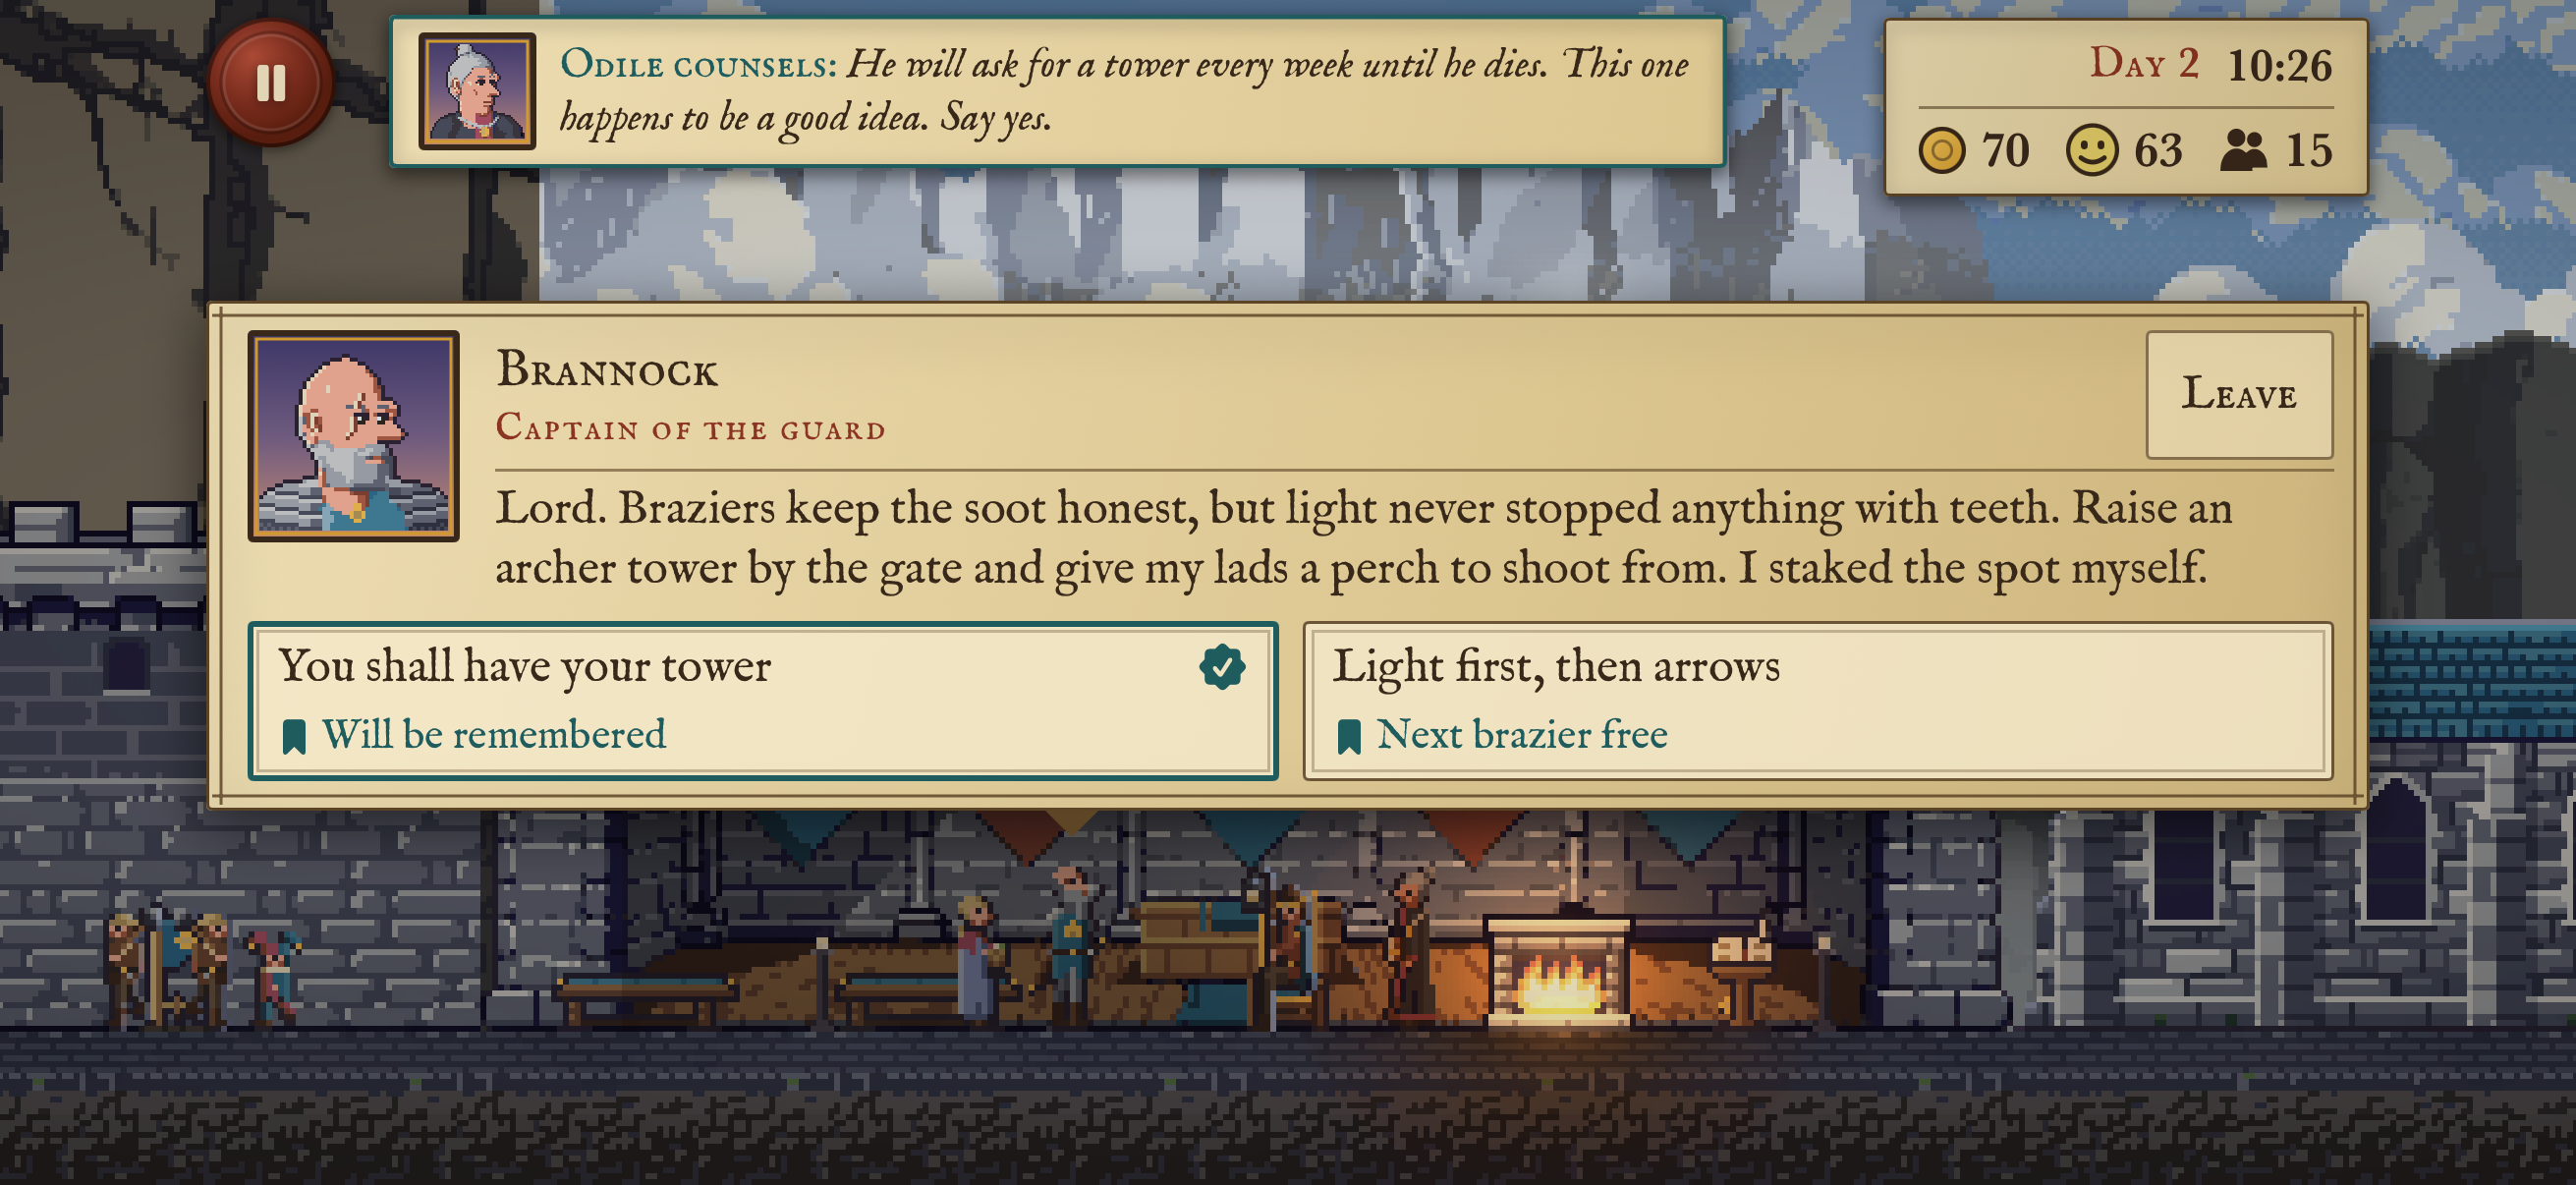 Odile counsels: He will ask for a tower every week until he dies. This one
happens to be a good idea. Say yes.
Day 2 10:26
70 63 15
Brannock
Captain of the guard
Leave
Lord. Braziers keep the soot honest, but light never stopped anything with teeth. Raise an
archer tower by the gate and give my lads a perch to shoot from. I staked the spot myself.
You shall have your tower
Will be remembered
Light first, then arrows
Next brazier free